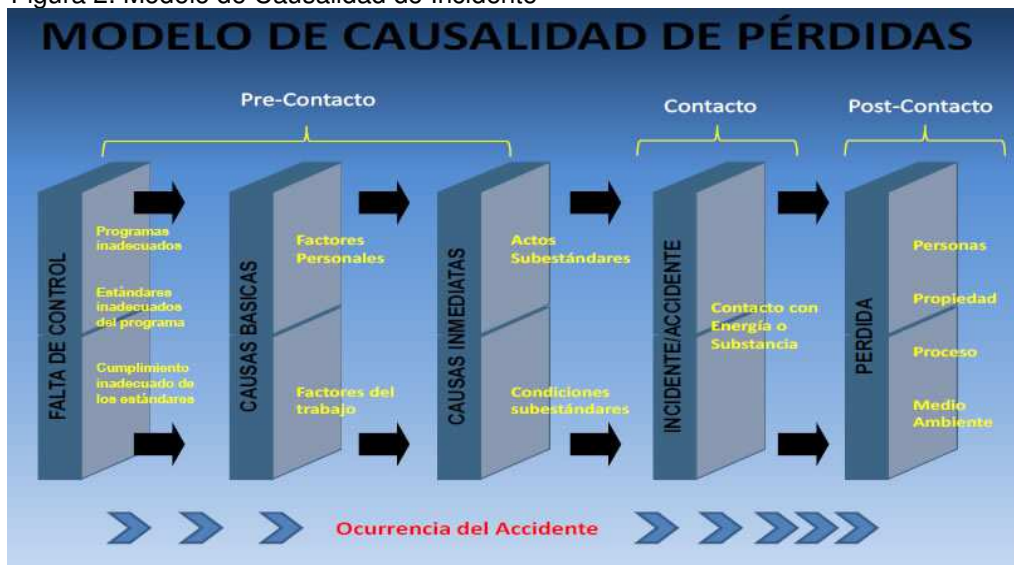 Figura 2. Modelo de Causalidad de Incidente
MODELO DE CAUSALIDAD DE PÉRDIDAS
Pre-Contacto
Contacto
Post-Contacto
FALTA DE CONTROL
Programas
inadecuados
Estándares
inadecuados
del programa
Cumplimiento
inadecuado de
los estándares
CAUSAS BASICAS
Factores
Personales
Factores del
trabajo
CAUSAS INMEDIATAS
Actos
Subestándares
Condiciones
subestándares
INCIDENTE/ACCIDENTE
Contacto con
Energía o
Substancia
PERDIDA
Personas
Propiedad
Proceso
Medio
Ambiente
Ocurrencia del Accidente